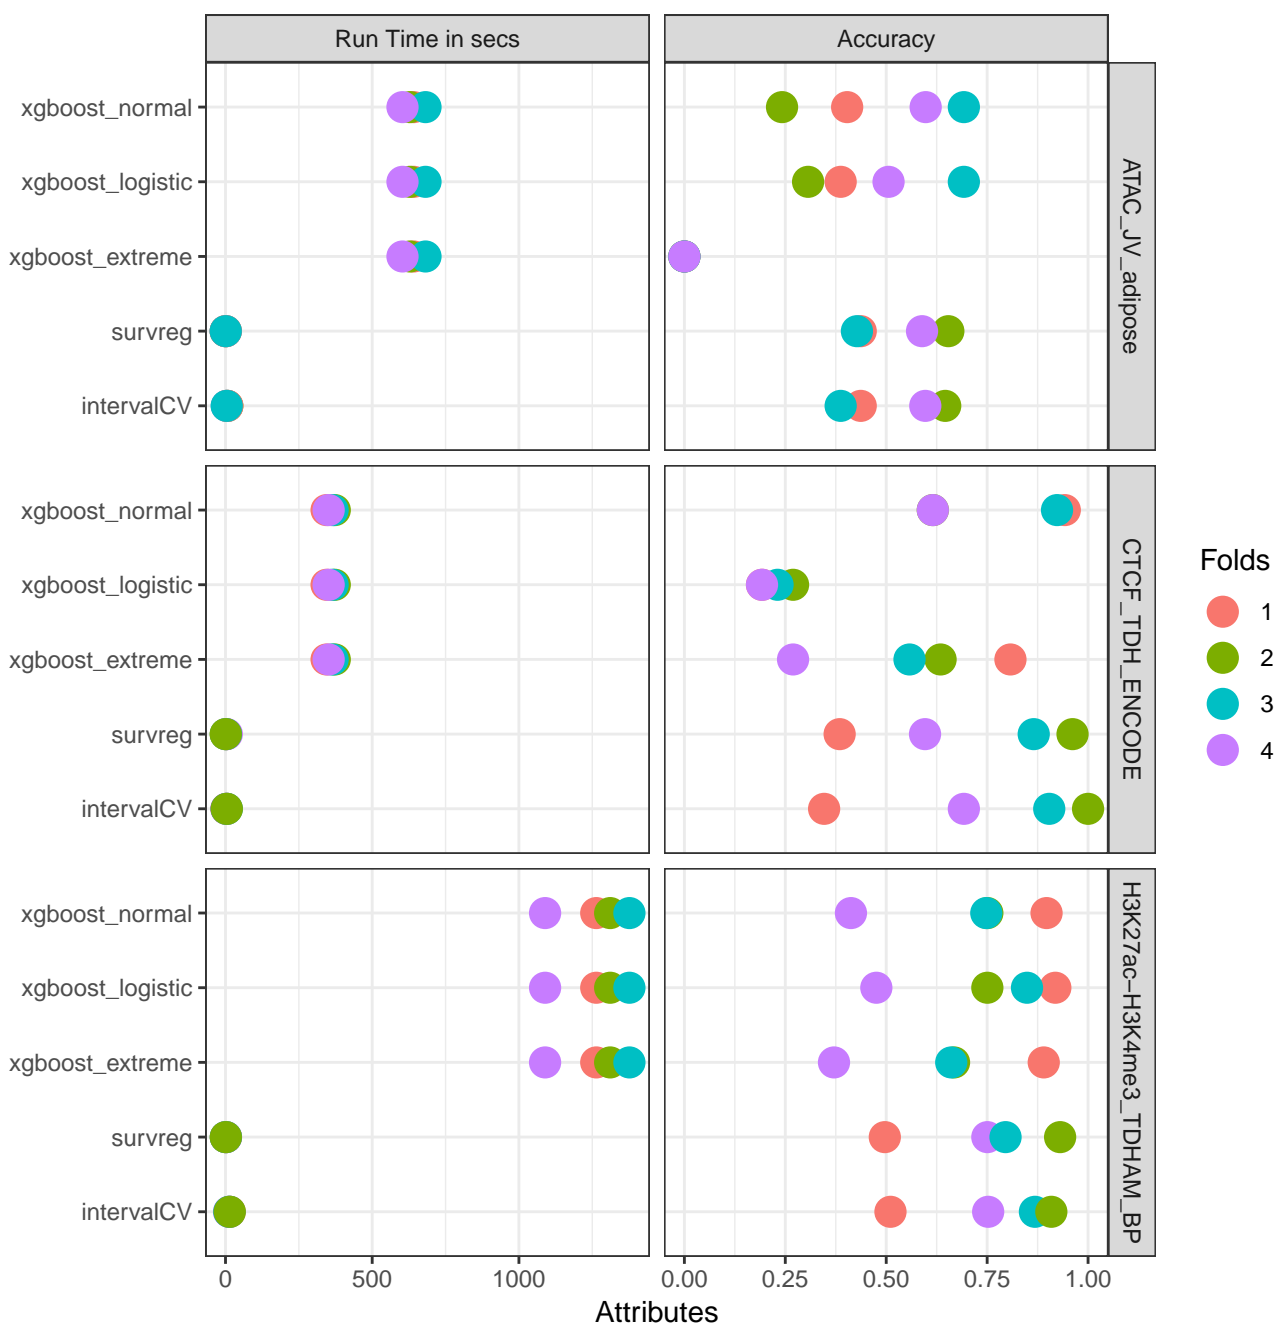 Run Time in secs
Accuracy
xgboost_normal
xgboost_logistic
xgboost_extreme
survreg
intervalCV
ATAC_JV_adipose
xgboost_normal
xgboost_logistic
xgboost_extreme
survreg
intervalCV
CTCF_TDH_ENCODE
xgboost_normal
xgboost_logistic
xgboost_extreme
survreg
intervalCV
H3K27ac−H3K4me3_TDHAM_BP
0 500 1000
0.00 0.25 0.50 0.75 1.00
Attributes
Folds
1
2
3
4